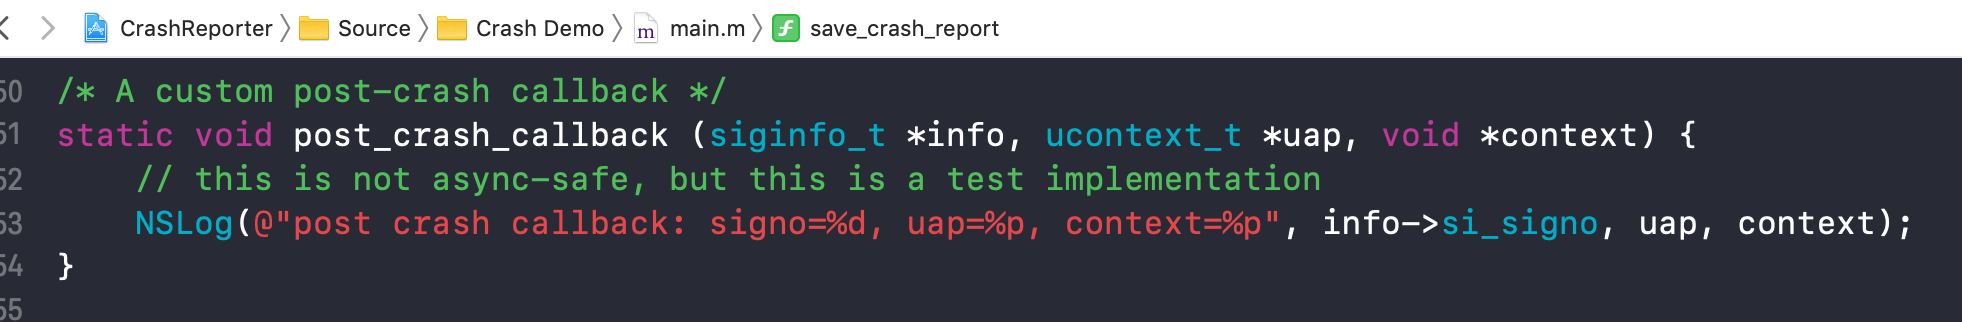 CrashReporter Source Crash Demo m main.m f save_crash_report
50 /* A custom post-crash callback */
51 static void post_crash_callback (siginfo_t *info, ucontext_t *uap, void *context) {
52 // this is not async-safe, but this is a test implementation
53 NSLog(@"post crash callback: signo=%d, uap=%p, context=%p", info->si_signo, uap, context);
54 }
55